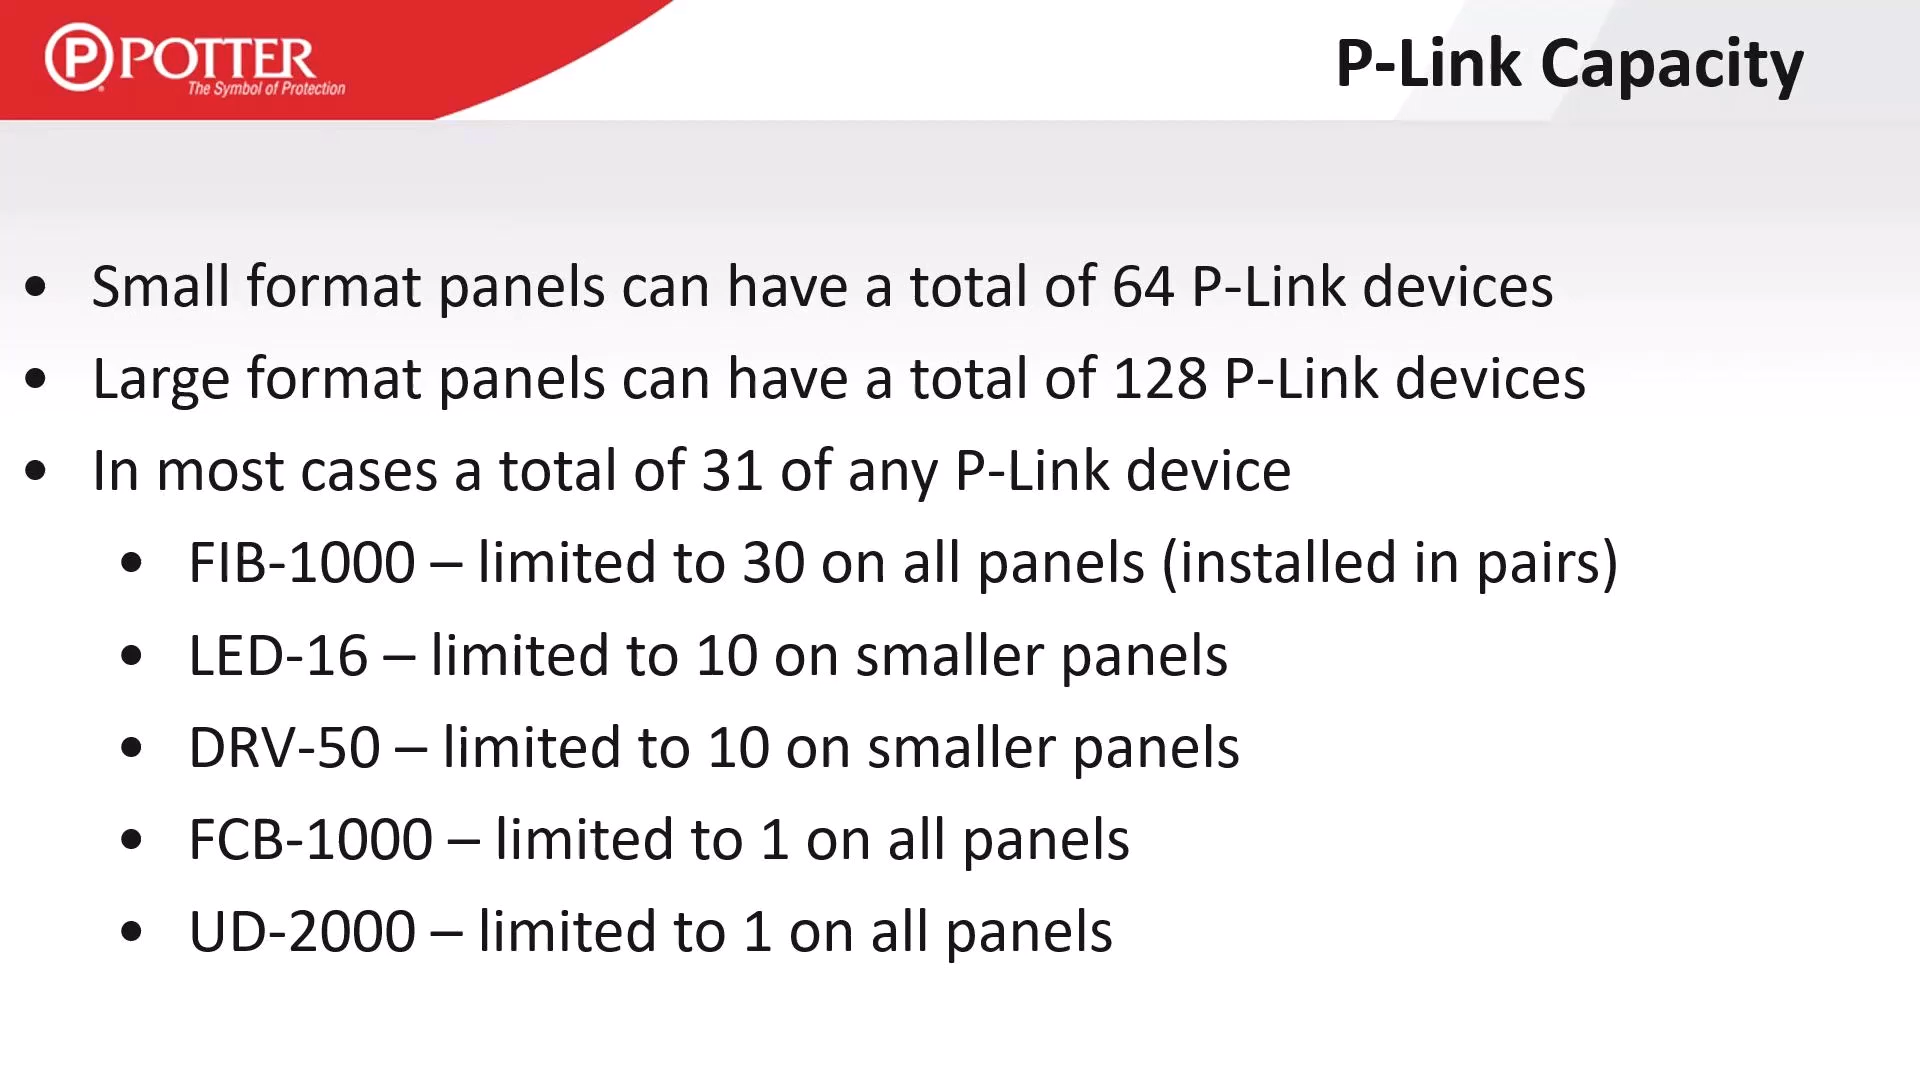 P POTTER
The Symbol of Protection
P-Link Capacity
• Small format panels can have a total of 64 P-Link devices
• Large format panels can have a total of 128 P-Link devices
• In most cases a total of 31 of any P-Link device
• FIB-1000 – limited to 30 on all panels (installed in pairs)
• LED-16 – limited to 10 on smaller panels
• DRV-50 – limited to 10 on smaller panels
• FCB-1000 – limited to 1 on all panels
• UD-2000 – limited to 1 on all panels